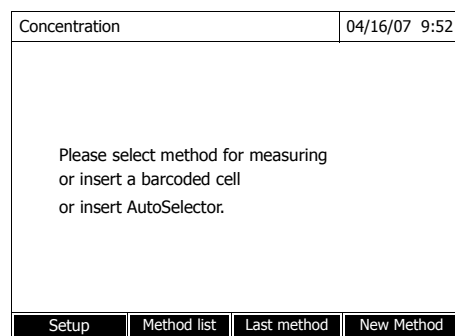 Concentration 04/16/07 9:52
Please select method for measuring
or insert a barcoded cell
or insert AutoSelector.
Setup Method list Last method New Method